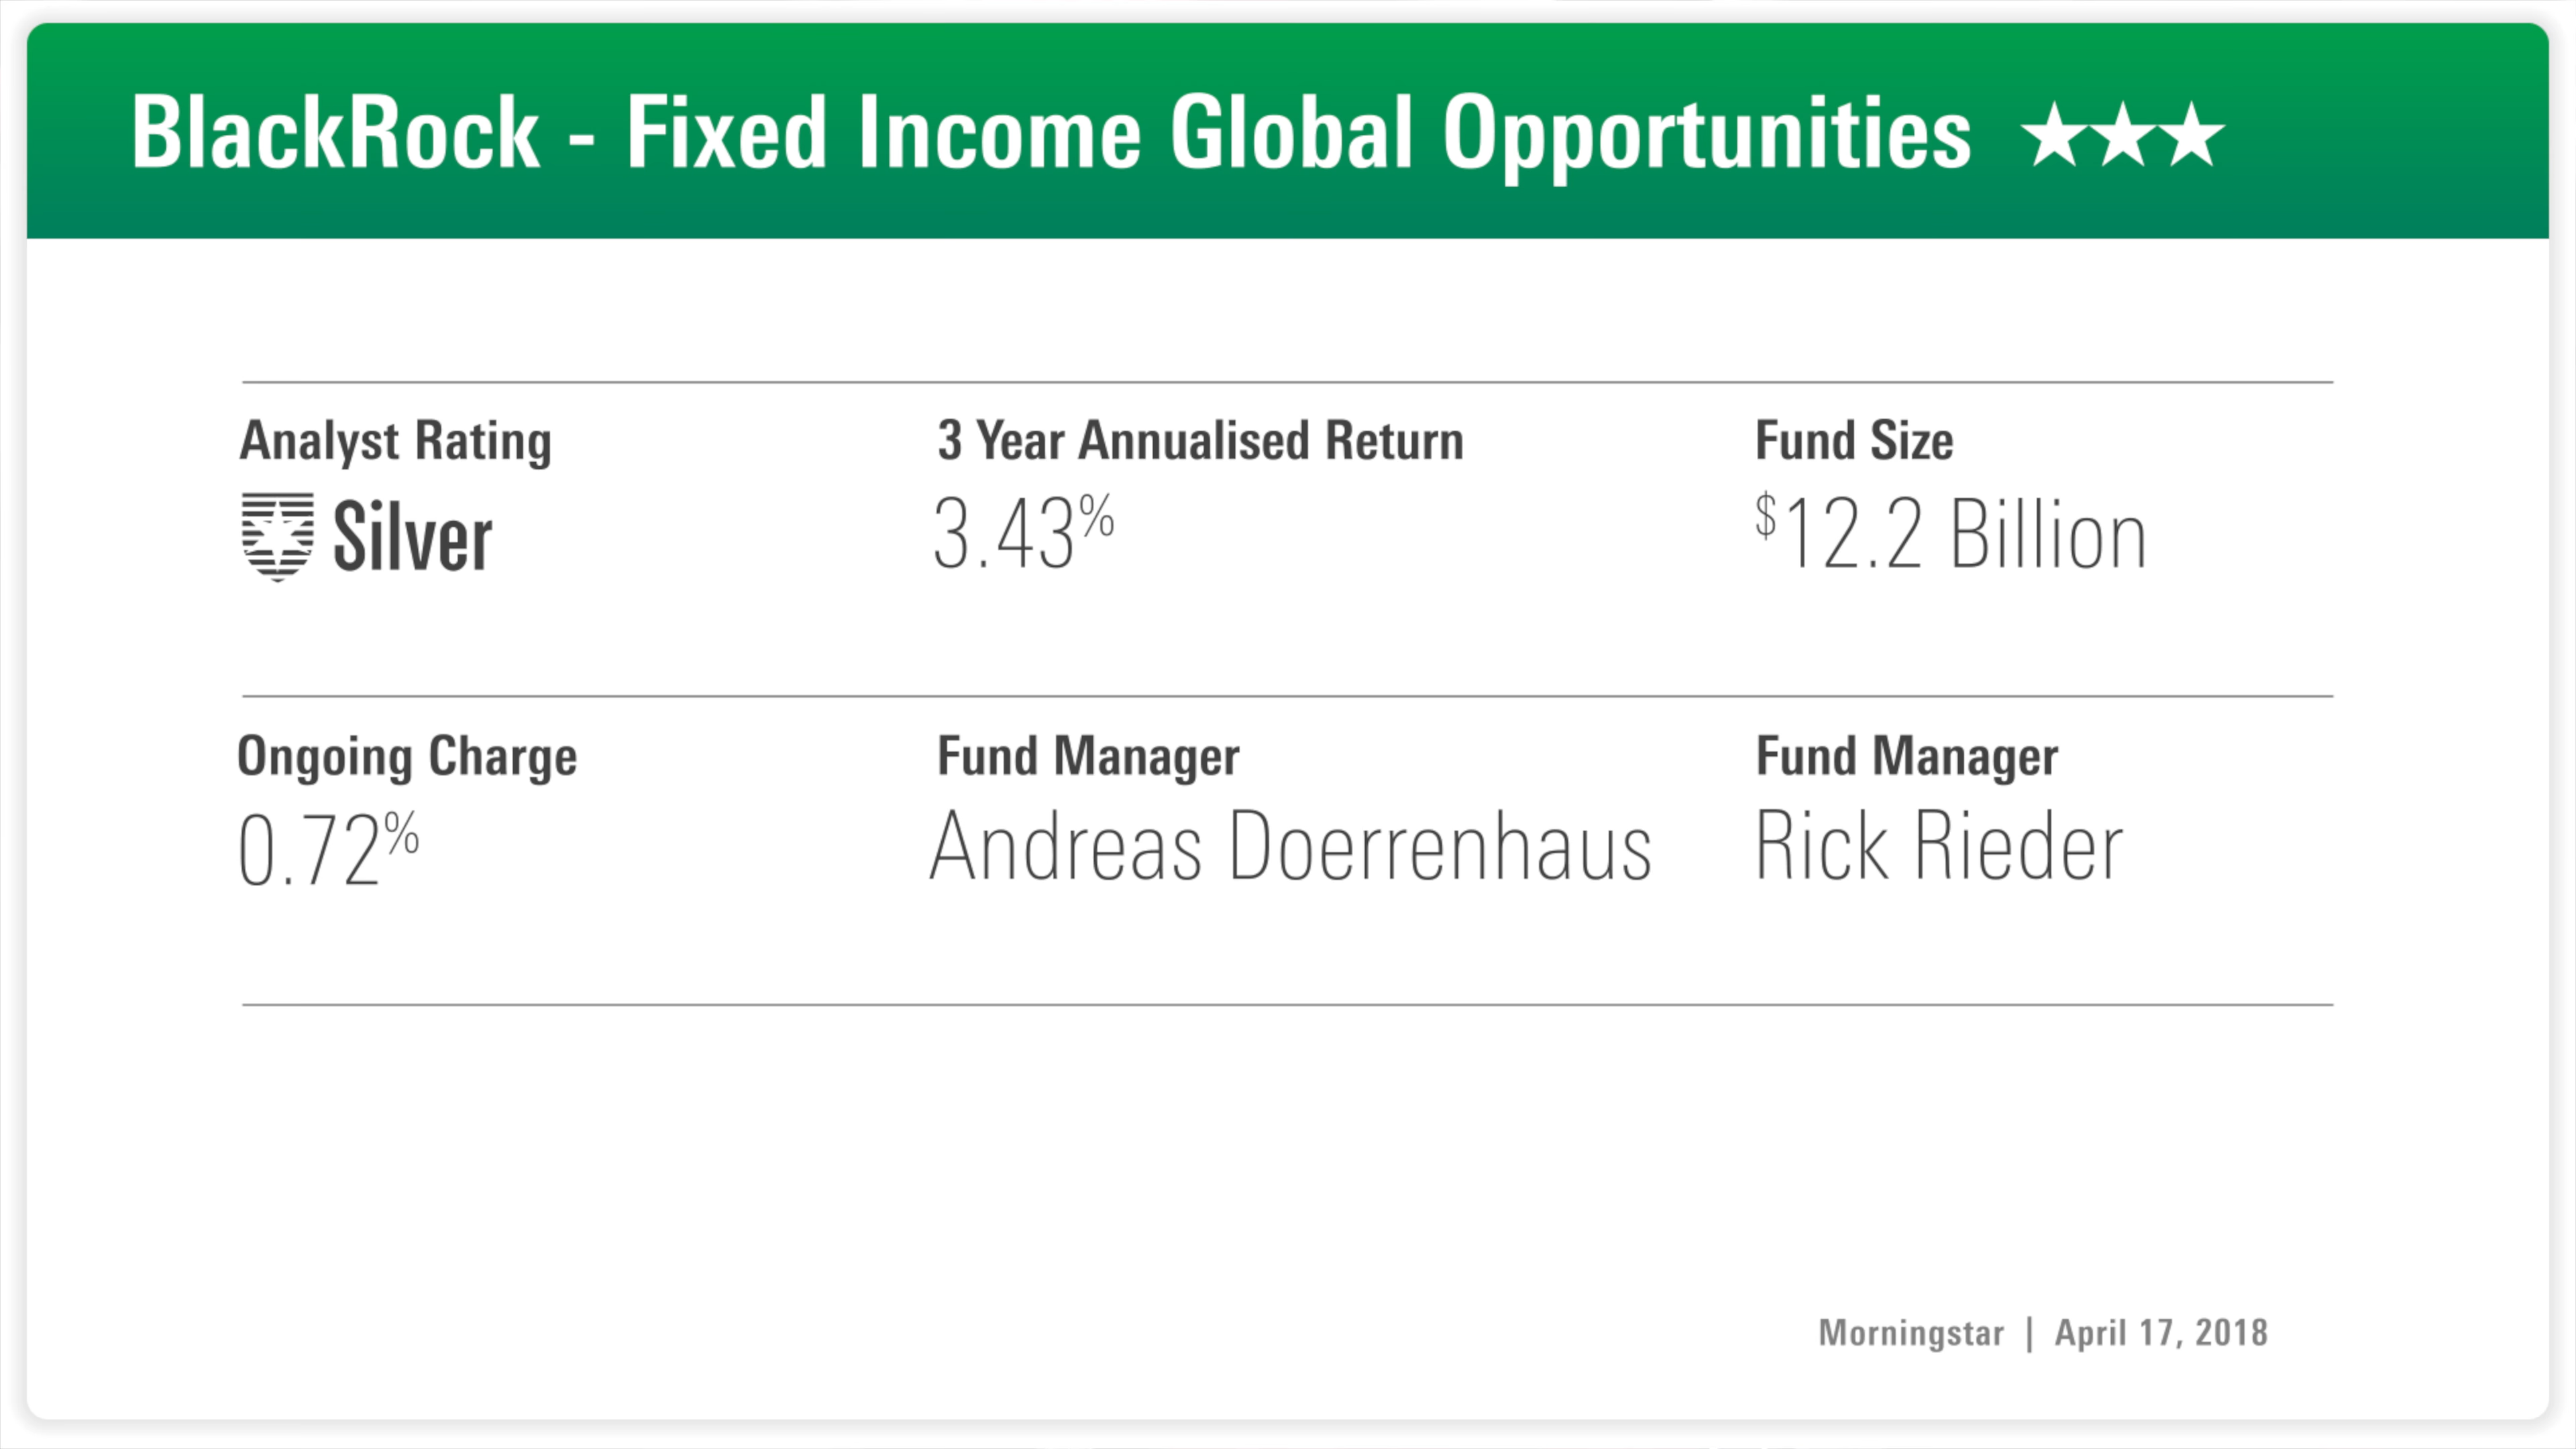 BlackRock - Fixed Income Global Opportunities ★★★
Analyst Rating
Silver
3 Year Annualised Return
3.43%
Fund Size
$12.2 Billion
Ongoing Charge
0.72%
Fund Manager
Andreas Doerrenhaus
Fund Manager
Rick Rieder
Morningstar | April 17, 2018